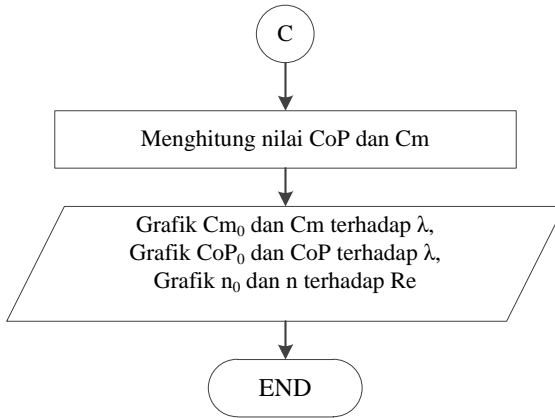 C
Menghitung nilai CoP dan Cm
Grafik Cm₀ dan Cm terhadap λ,
Grafik CoP₀ dan CoP terhadap λ,
Grafik n₀ dan n terhadap Re
END